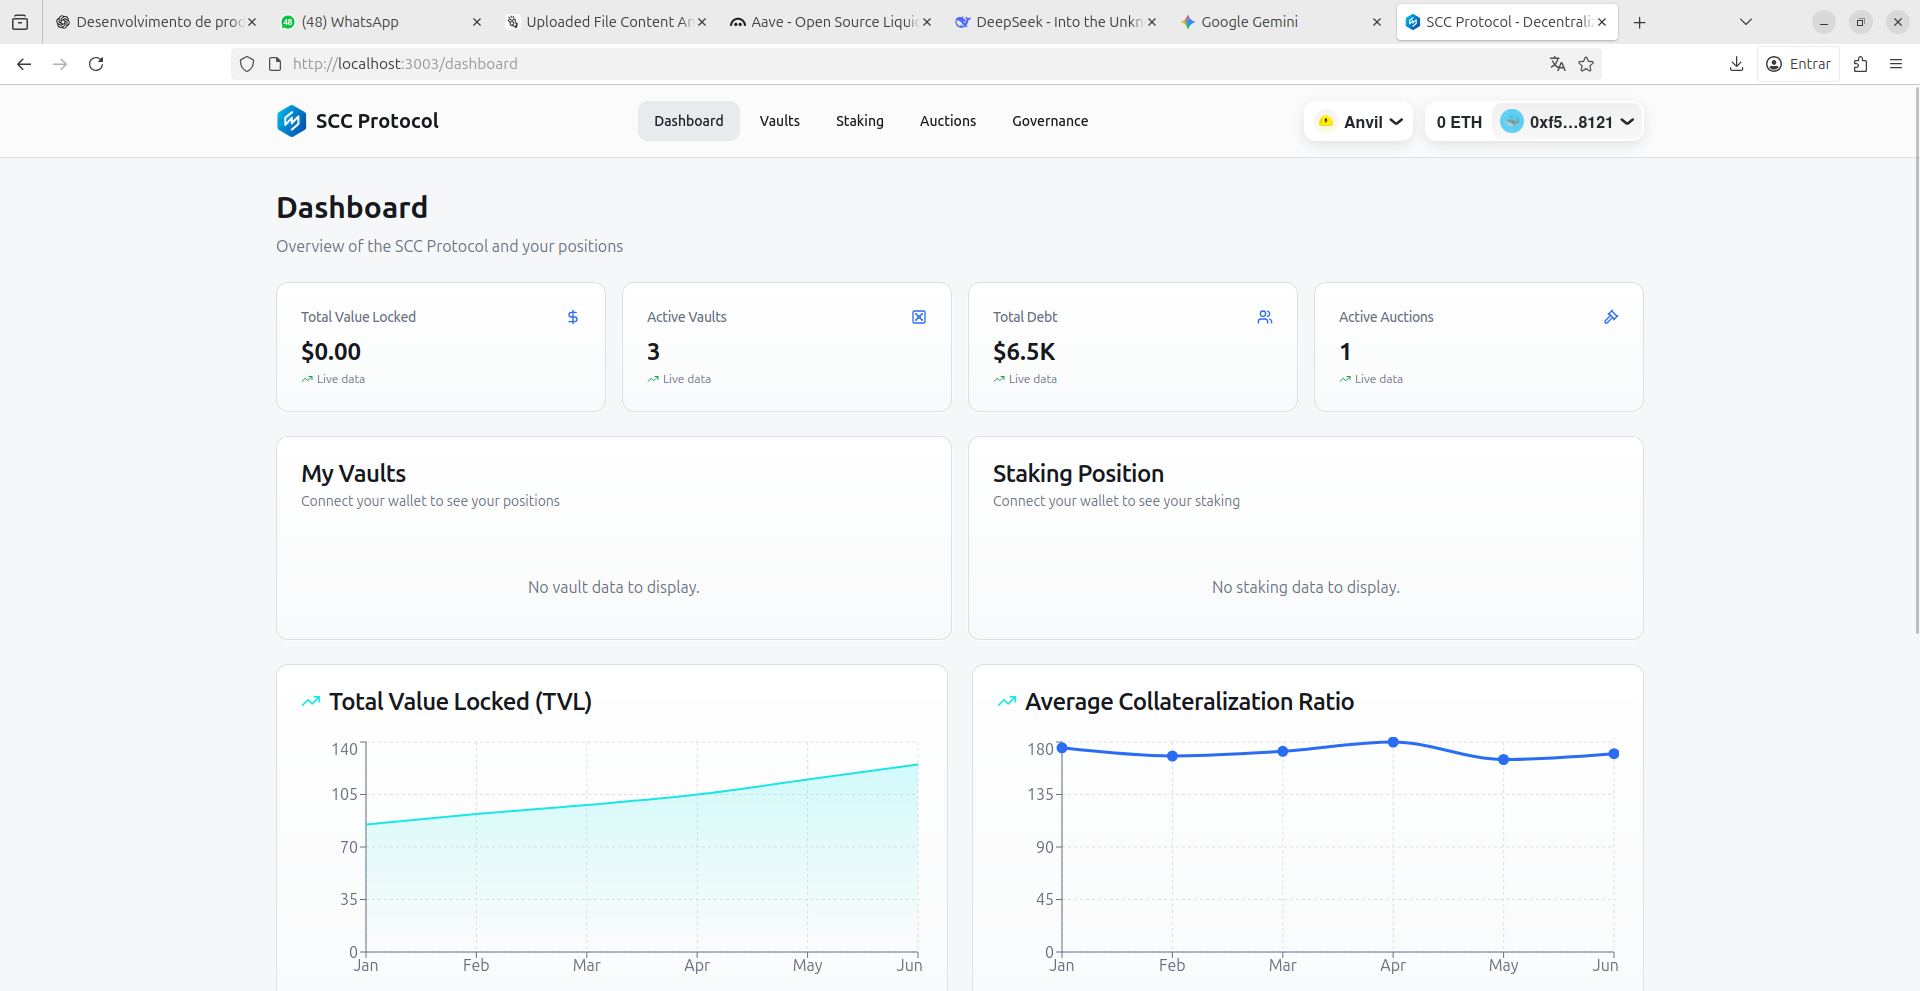 Desenvolvimento de proc
(48) WhatsApp
Uploaded File Content An
Aave - Open Source Liquic
DeepSeek - Into the Unkn
Google Gemini
SCC Protocol - Decentrali
http://localhost:3003/dashboard
Entrar
SCC Protocol
Dashboard
Vaults
Staking
Auctions
Governance
Anvil
0 ETH
0xf5...8121
Dashboard
Overview of the SCC Protocol and your positions
Total Value Locked
$0.00
Live data
Active Vaults
3
Live data
Total Debt
$6.5K
Live data
Active Auctions
1
Live data
My Vaults
Connect your wallet to see your positions
No vault data to display.
Staking Position
Connect your wallet to see your staking
No staking data to display.
Total Value Locked (TVL)
140
105
70
35
0
Jan Feb Mar Apr May Jun
Average Collateralization Ratio
180
135
90
45
0
Jan Feb Mar Apr May Jun